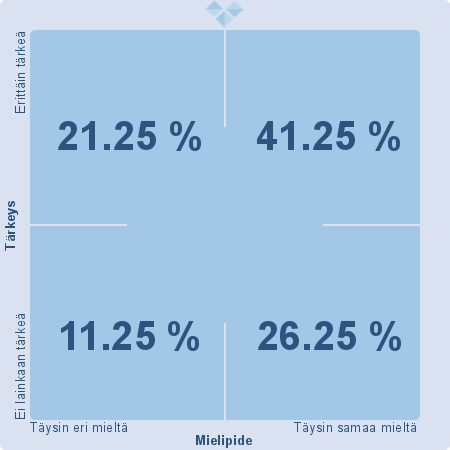 Erittäin tärkeä
21.25 %
41.25 %
Tärkeys
11.25 %
26.25 %
Ei lainkaan tärkeä
Täysin eri mieltä
Täysin samaa mieltä
Mielipide